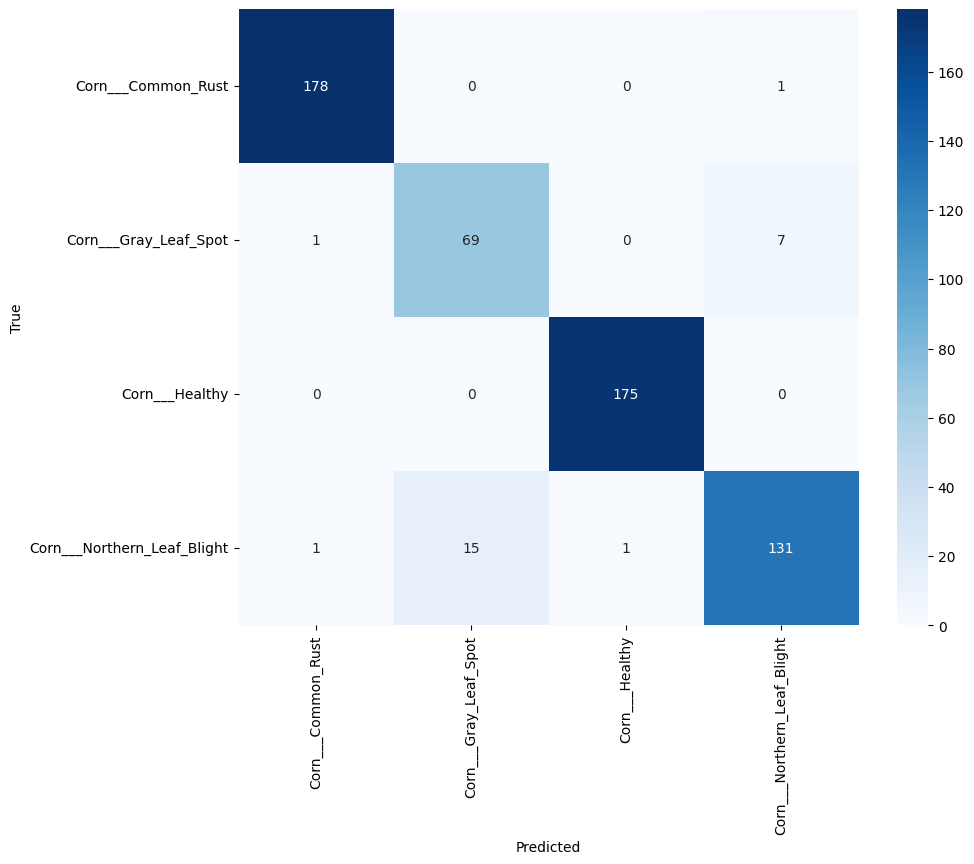 True
Corn___Common_Rust 178 0 0 1
Corn___Gray_Leaf_Spot 1 69 0 7
Corn___Healthy 0 0 175 0
Corn___Northern_Leaf_Blight 1 15 1 131
Corn___Common_Rust
Corn___Gray_Leaf_Spot
Corn___Healthy
Corn___Northern_Leaf_Blight
Predicted
160
140
120
100
80
60
40
20
0